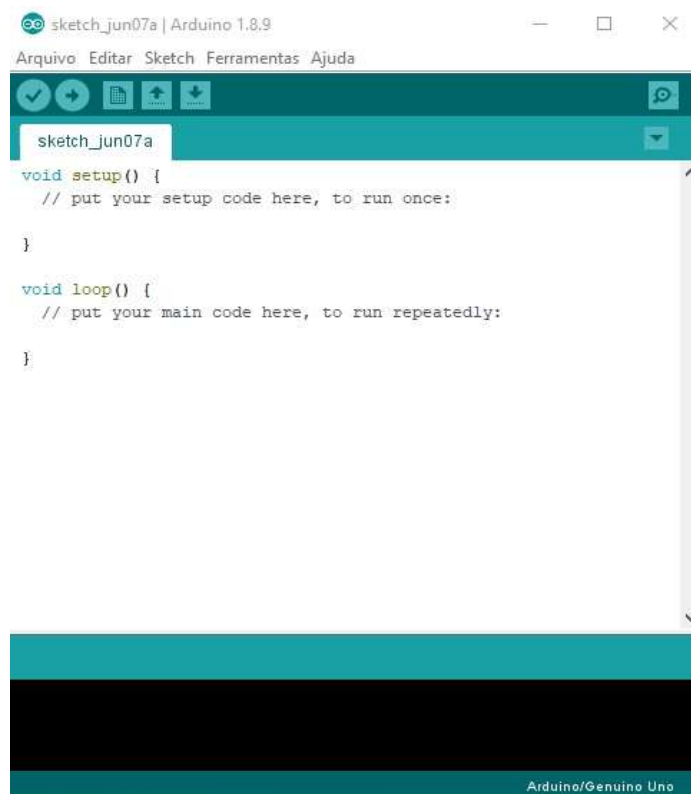 sketch_jun07a | Arduino 1.8.9
Arquivo Editar Sketch Ferramentas Ajuda
sketch_jun07a
void setup() {
  // put your setup code here, to run once:
}
void loop() {
  // put your main code here, to run repeatedly:
}
Arduino/Genuino Uno